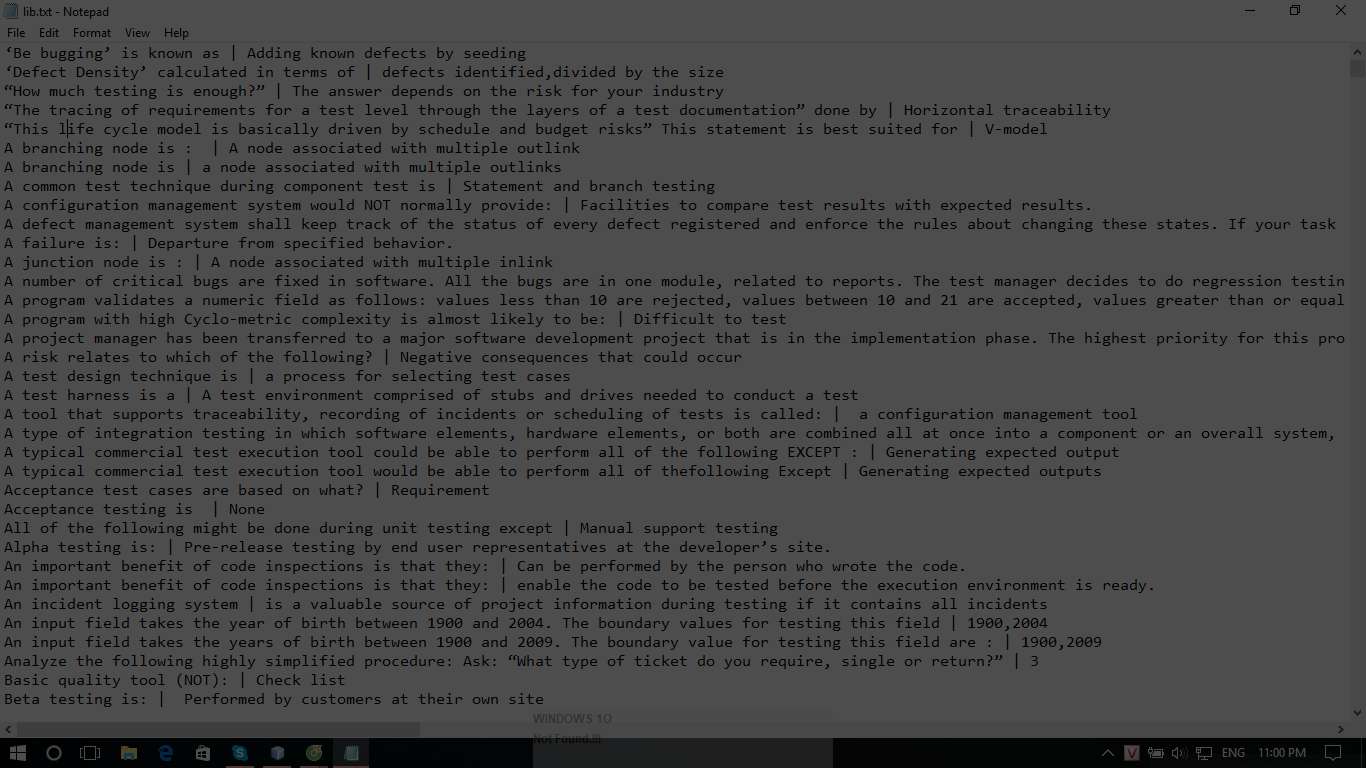 lib.txt - Notepad
File Edit Format View Help
‘Be bugging’ is known as | Adding known defects by seeding
‘Defect Density’ calculated in terms of | defects identified,divided by the size
“How much testing is enough?” | The answer depends on the risk for your industry
“The tracing of requirements for a test level through the layers of a test documentation” done by | Horizontal traceability
“This life cycle model is basically driven by schedule and budget risks” This statement is best suited for | V-model
A branching node is :  | A node associated with multiple outlink
A branching node is | a node associated with multiple outlinks
A common test technique during component test is | Statement and branch testing
A configuration management system would NOT normally provide: | Facilities to compare test results with expected results.
A defect management system shall keep track of the status of every defect registered and enforce the rules about changing these states. If your task
A failure is: | Departure from specified behavior.
A junction node is : | A node associated with multiple inlink
A number of critical bugs are fixed in software. All the bugs are in one module, related to reports. The test manager decides to do regression testin
A program validates a numeric field as follows: values less than 10 are rejected, values between 10 and 21 are accepted, values greater than or equal
A program with high Cyclo-metric complexity is almost likely to be: | Difficult to test
A project manager has been transferred to a major software development project that is in the implementation phase. The highest priority for this pro
A risk relates to which of the following? | Negative consequences that could occur
A test design technique is | a process for selecting test cases
A test harness is a | A test environment comprised of stubs and drives needed to conduct a test
A tool that supports traceability, recording of incidents or scheduling of tests is called: |  a configuration management tool
A type of integration testing in which software elements, hardware elements, or both are combined all at once into a component or an overall system,
A typical commercial test execution tool could be able to perform all of the following EXCEPT : | Generating expected output
A typical commercial test execution tool would be able to perform all of thefollowing Except | Generating expected outputs
Acceptance test cases are based on what? | Requirement
Acceptance testing is  | None
All of the following might be done during unit testing except | Manual support testing
Alpha testing is: | Pre-release testing by end user representatives at the developer’s site.
An important benefit of code inspections is that they: | Can be performed by the person who wrote the code.
An important benefit of code inspections is that they: | enable the code to be tested before the execution environment is ready.
An incident logging system | is a valuable source of project information during testing if it contains all incidents
An input field takes the year of birth between 1900 and 2004. The boundary values for testing this field | 1900,2004
An input field takes the years of birth between 1900 and 2009. The boundary value for testing this field are : | 1900,2009
Analyze the following highly simplified procedure: Ask: “What type of ticket do you require, single or return?” | 3
Basic quality tool (NOT): | Check list
Beta testing is: |  Performed by customers at their own site
WINDOWS 1O
Not Found.!!!
ENG 11:00 PM